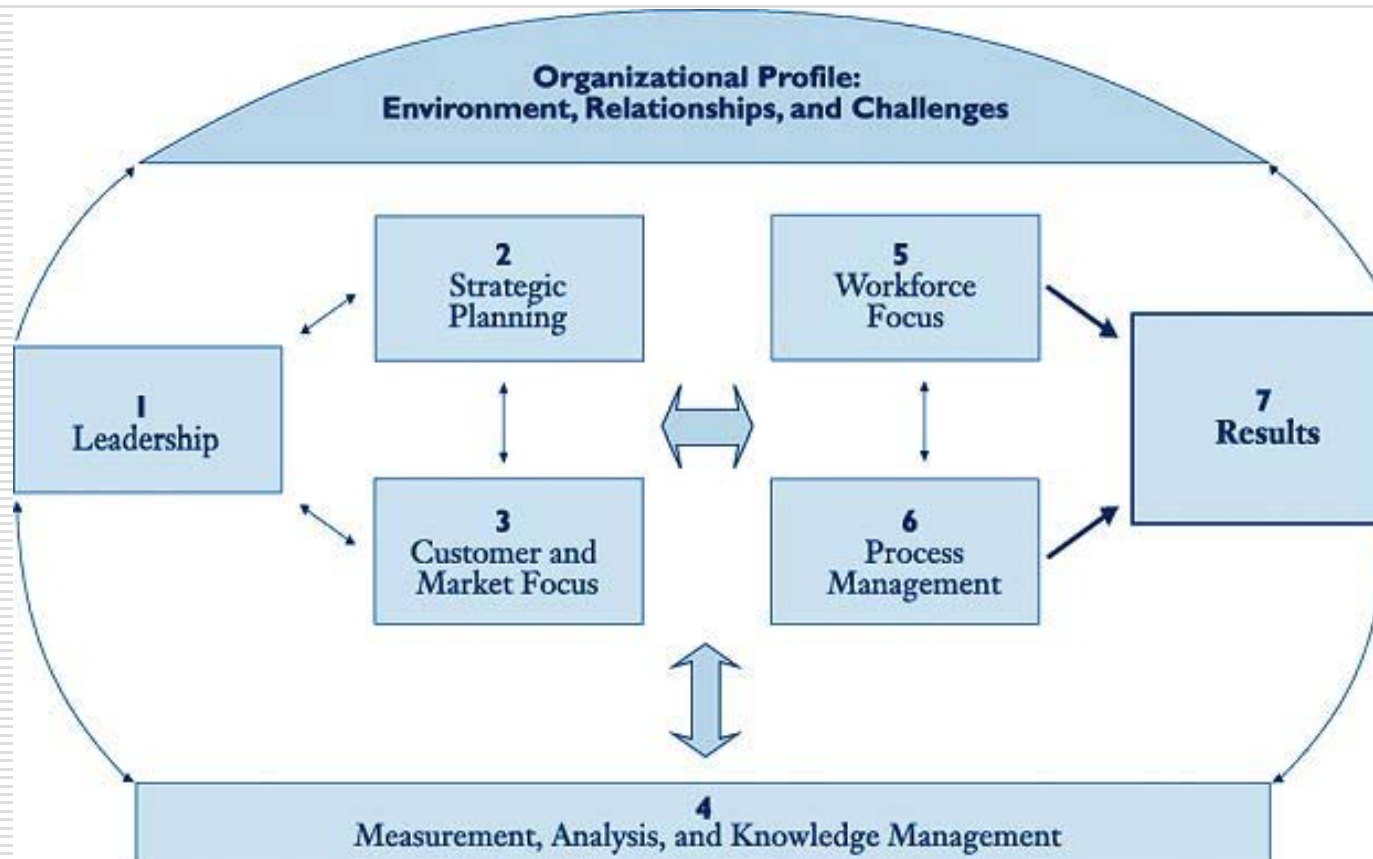 Organizational Profile:
Environment, Relationships, and Challenges
2
Strategic
Planning
5
Workforce
Focus
1
Leadership
7
Results
3
Customer and
Market Focus
6
Process
Management
4
Measurement, Analysis, and Knowledge Management